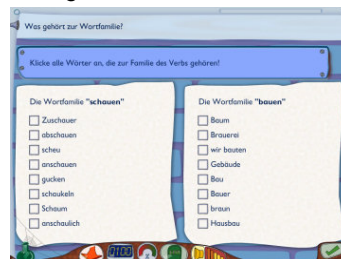 Was gehört zur Wortfamilie?
Klicke alle Wörter an, die zur Familie des Verbs gehören!
Die Wortfamilie "schauen"
Zuschauer
abschauen
scheu
anschauen
gucken
schaukeln
Schaum
anschaulich
Die Wortfamilie "bauen"
Baum
Brauerei
wir bauten
Gebäude
Bau
Bauer
braun
Hausbau